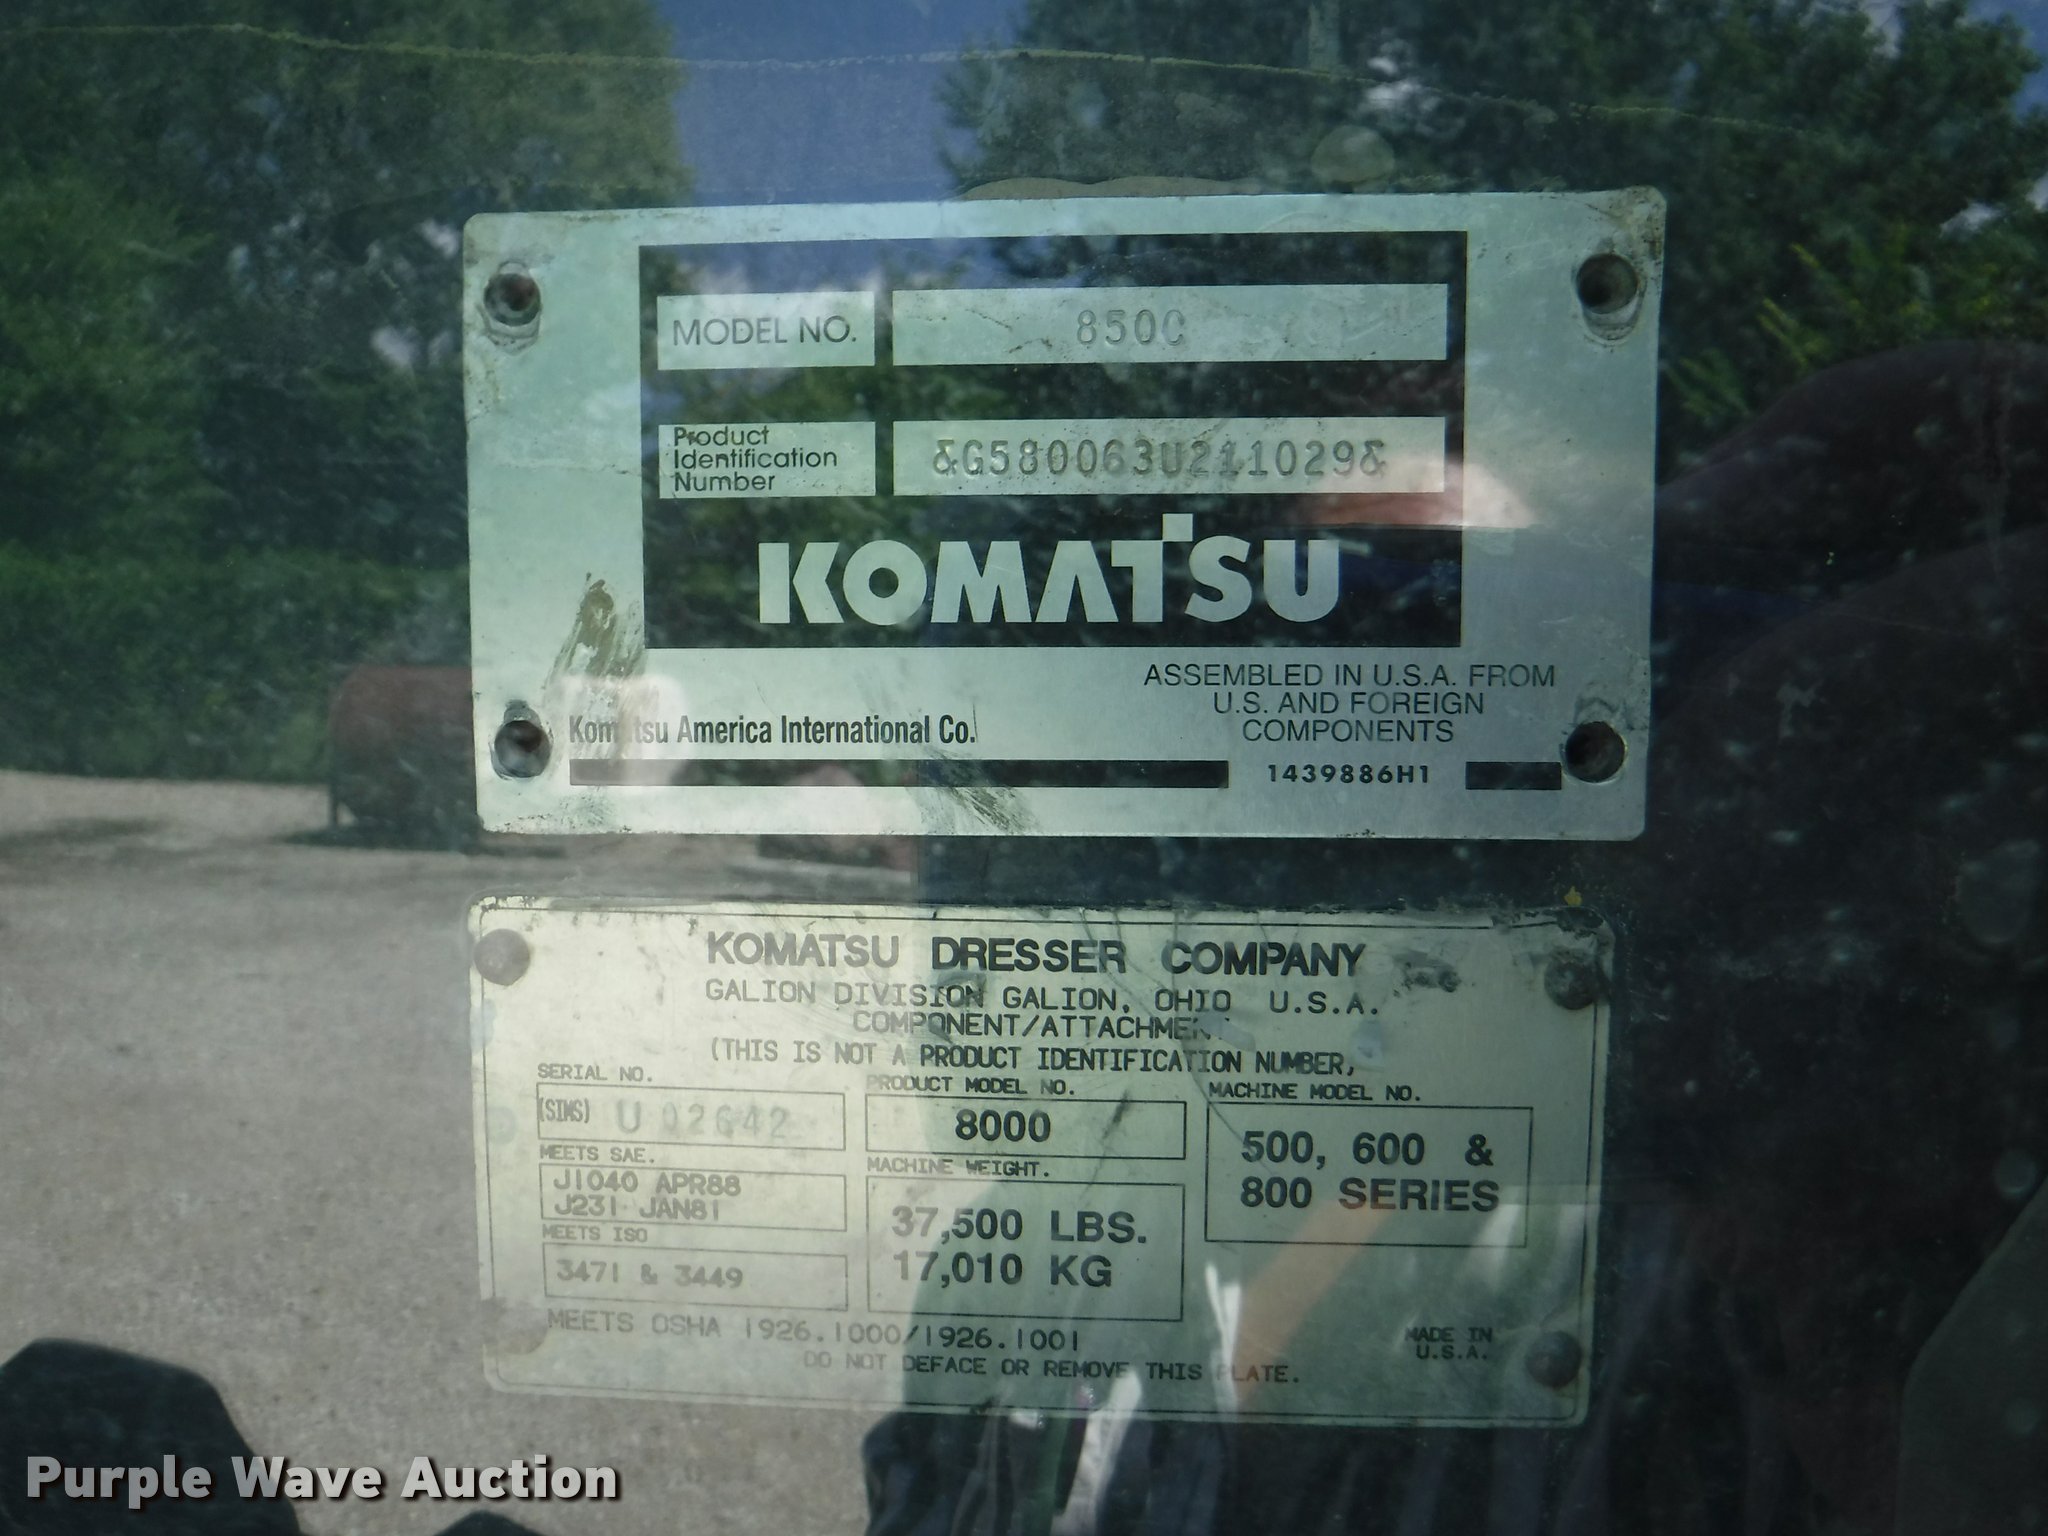 MODEL NO. 850C
Product
Identification
Number
&G580063U211029&
KOMATSU
ASSEMBLED IN U.S.A. FROM
U.S. AND FOREIGN
COMPONENTS
Komatsu America International Co.
1439886H1
KOMATSU DRESSER COMPANY
GALION DIVISION GALION, OHIO U.S.A.
COMPONENT/ATTACHMENT
(THIS IS NOT A PRODUCT IDENTIFICATION NUMBER)
SERIAL NO.
(SIMS) U 02642
PRODUCT MODEL NO.
8000
MACHINE MODEL NO.
500, 600 &
800 SERIES
MEETS SAE.
J1040 APR88
J231 JAN81
MACHINE WEIGHT.
37,500 LBS.
17,010 KG
MEETS ISO
3471 & 3449
MEETS OSHA 1926.1000/1926.1001
MADE IN
U.S.A.
DO NOT DEFACE OR REMOVE THIS PLATE.
Purple Wave Auction